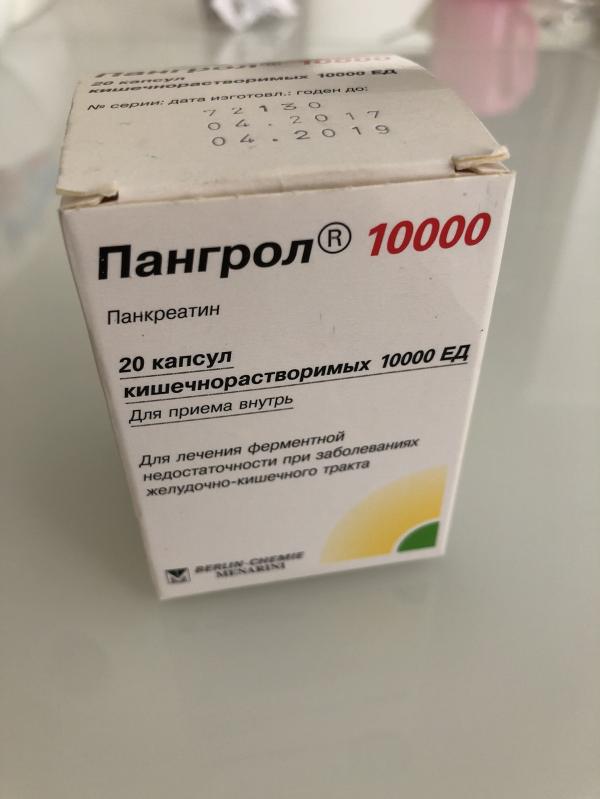 Пангрол® 10000
20 капсул
кишечнорастворимых 10000 ЕД
№ серии: дата изготовл.: годен до:
72130
04.2017
04.2019
Пангрол® 10000
Панкреатин
20 капсул
кишечнорастворимых 10000 ЕД
Для приема внутрь
Для лечения ферментной
недостаточности при заболеваниях
желудочно-кишечного тракта
BERLIN-CHEMIE
MENARINI